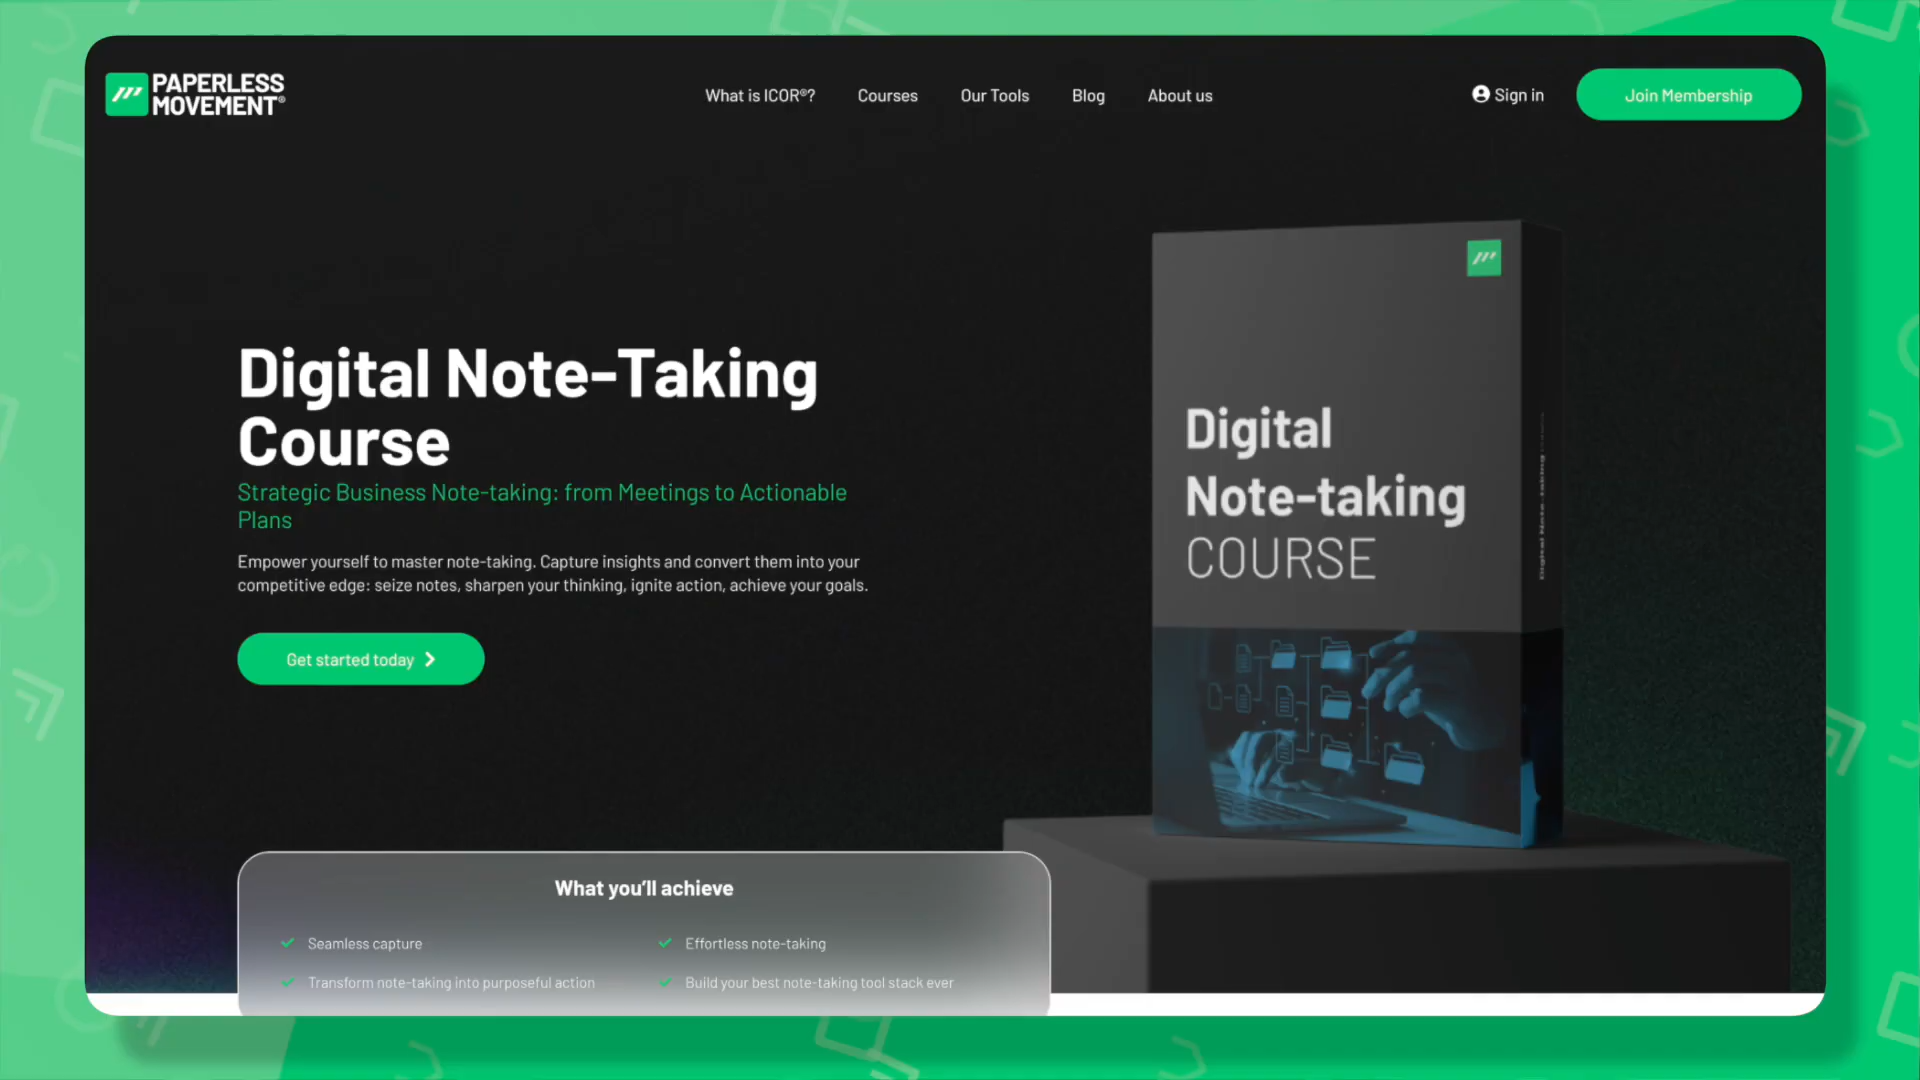 PAPERLESS
MOVEMENT®
What is ICOR®?
Courses
Our Tools
Blog
About us
Sign in
Join Membership
Digital Note-Taking
Course
Strategic Business Note-taking: from Meetings to Actionable
Plans
Empower yourself to master note-taking. Capture insights and convert them into your
competitive edge: seize notes, sharpen your thinking, ignite action, achieve your goals.
Get started today
Digital
Note-taking
COURSE
Digital Note-taking COURSE
What you'll achieve
Seamless capture
Effortless note-taking
Transform note-taking into purposeful action
Build your best note-taking tool stack ever